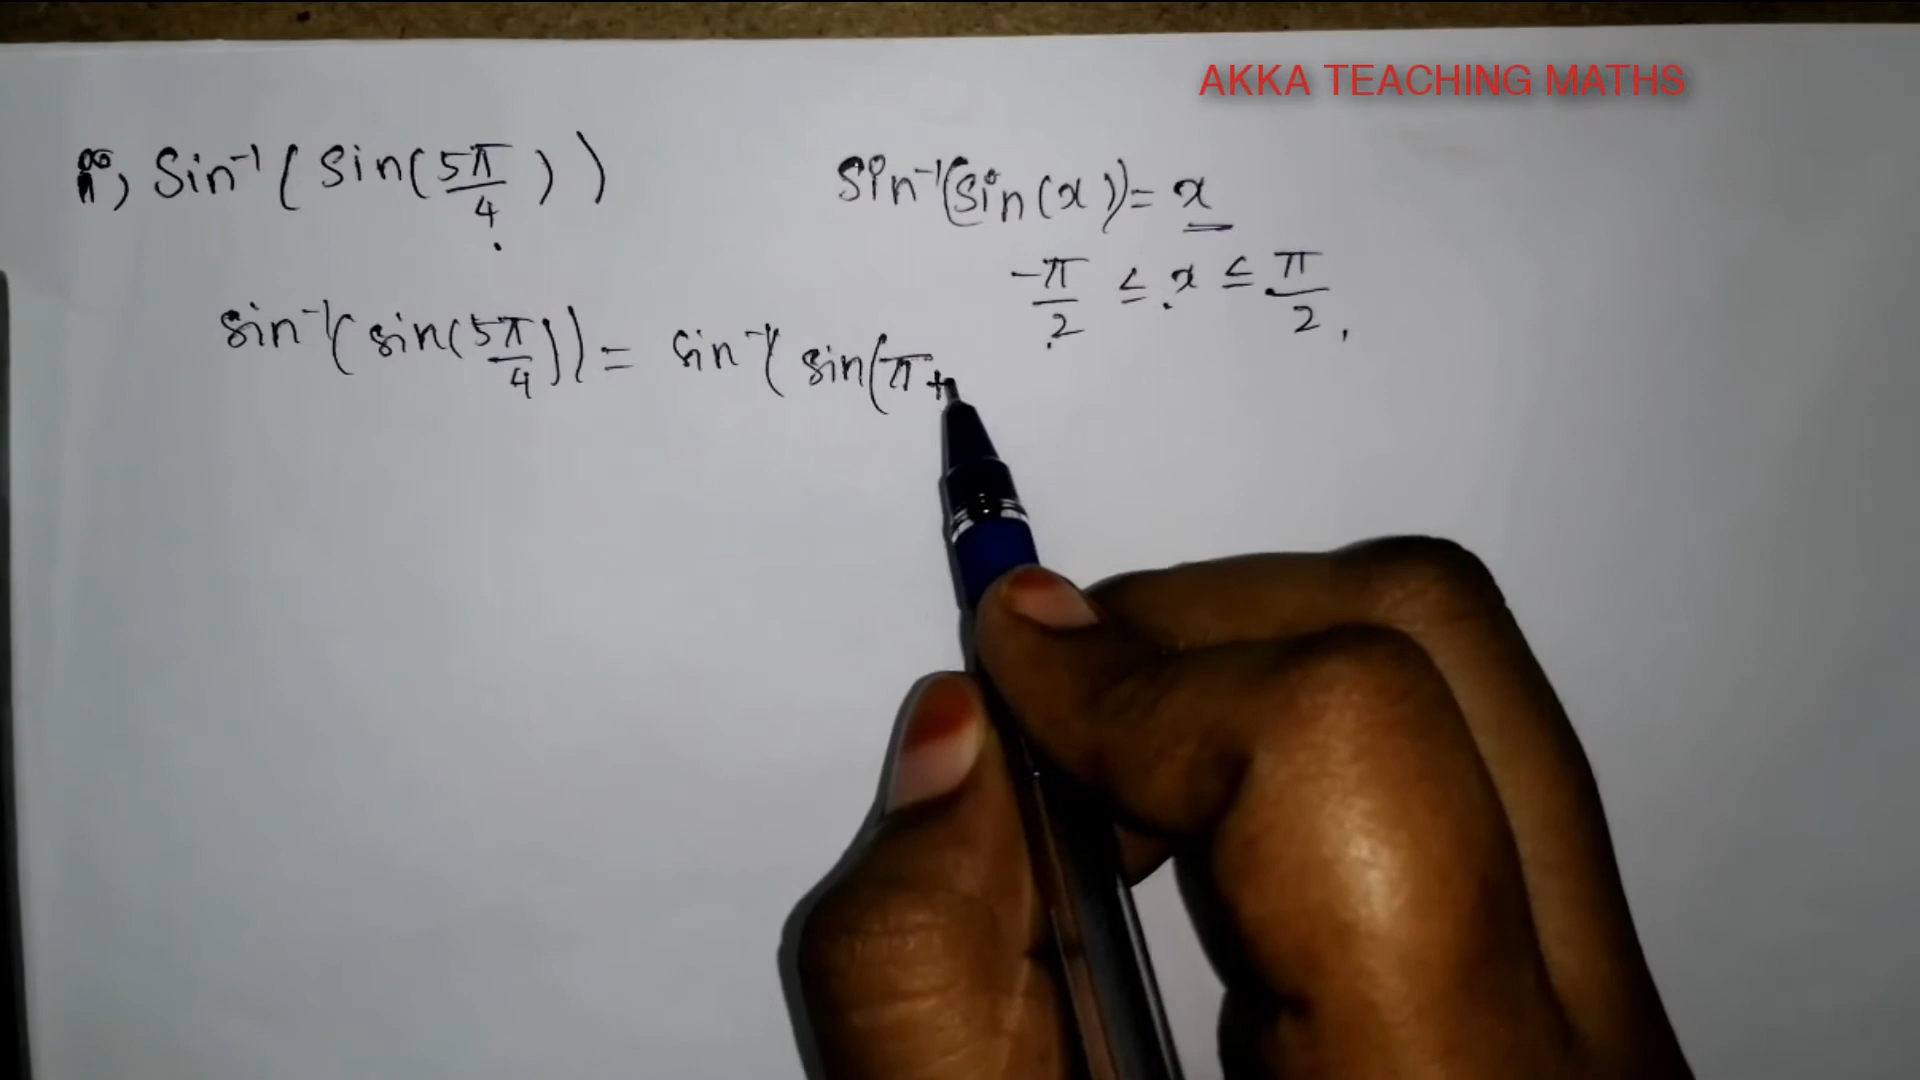 AKKA TEACHING MATHS
ii, Sin⁻¹(Sin(5π/4))
Sin⁻¹(Sin(x))= x
-π/2 ≤ x ≤ π/2
sin⁻¹(sin(5π/4)) = sin⁻¹(sin(π+